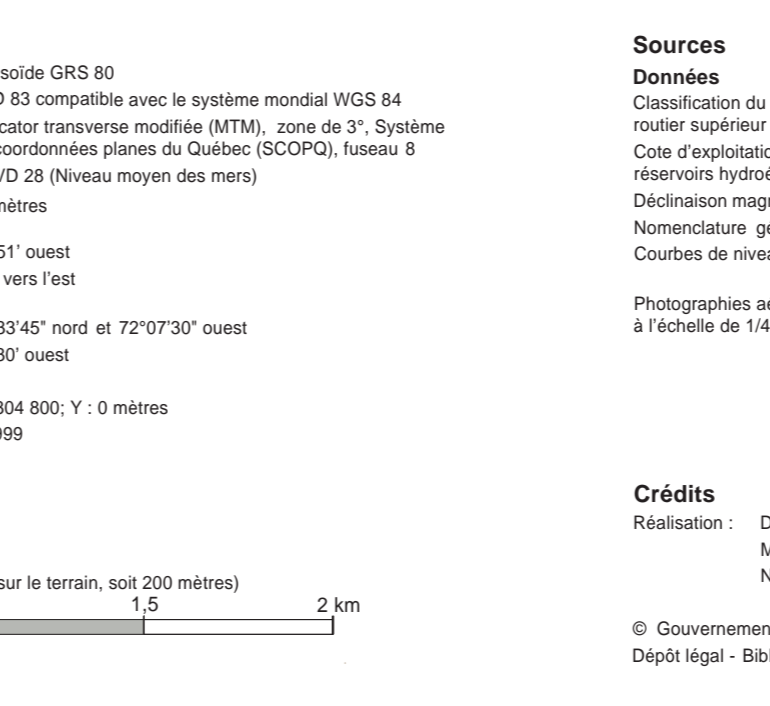 soïde GRS 80
D 83 compatible avec le système mondial WGS 84
cator transverse modifiée (MTM), zone de 3°, Système
coordonnées planes du Québec (SCOPQ), fuseau 8
VD 28 (Niveau moyen des mers)
mètres
51' ouest
vers l'est
33'45" nord et 72°07'30" ouest
30' ouest
304 800; Y : 0 mètres
999
sur le terrain, soit 200 mètres)
1,5 2 km
Sources
Données
Classification du
routier supérieur
Cote d'exploitatio
réservoirs hydroé
Déclinaison magn
Nomenclature gé
Courbes de nivea
Photographies aé
à l'échelle de 1/4
Crédits
Réalisation : D
M
N
© Gouvernemen
Dépôt légal - Bibl